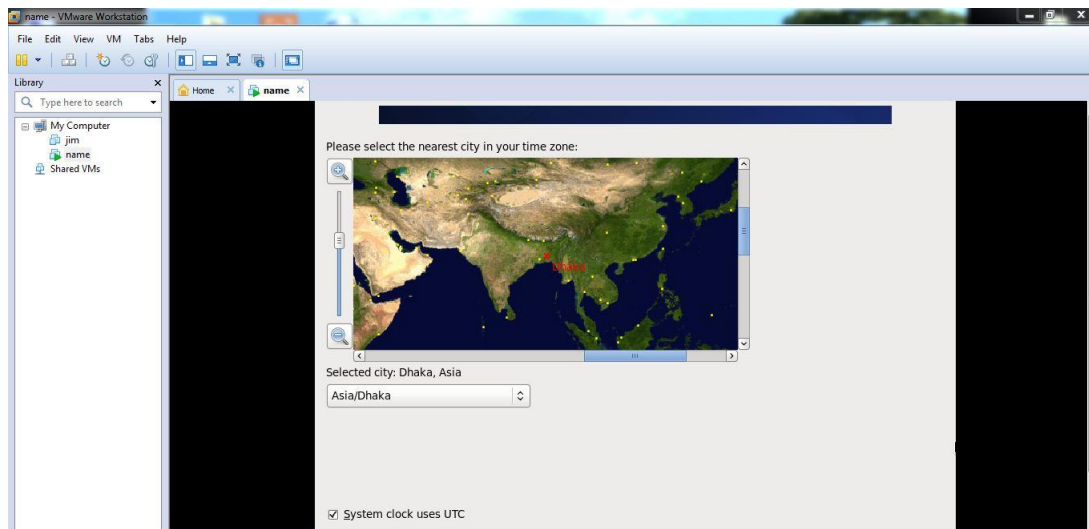 name - VMware Workstation
File Edit View VM Tabs Help
Library
Type here to search
My Computer
jim
name
Shared VMs
Home
name
Please select the nearest city in your time zone:
Dhaka
Selected city: Dhaka, Asia
Asia/Dhaka
System clock uses UTC